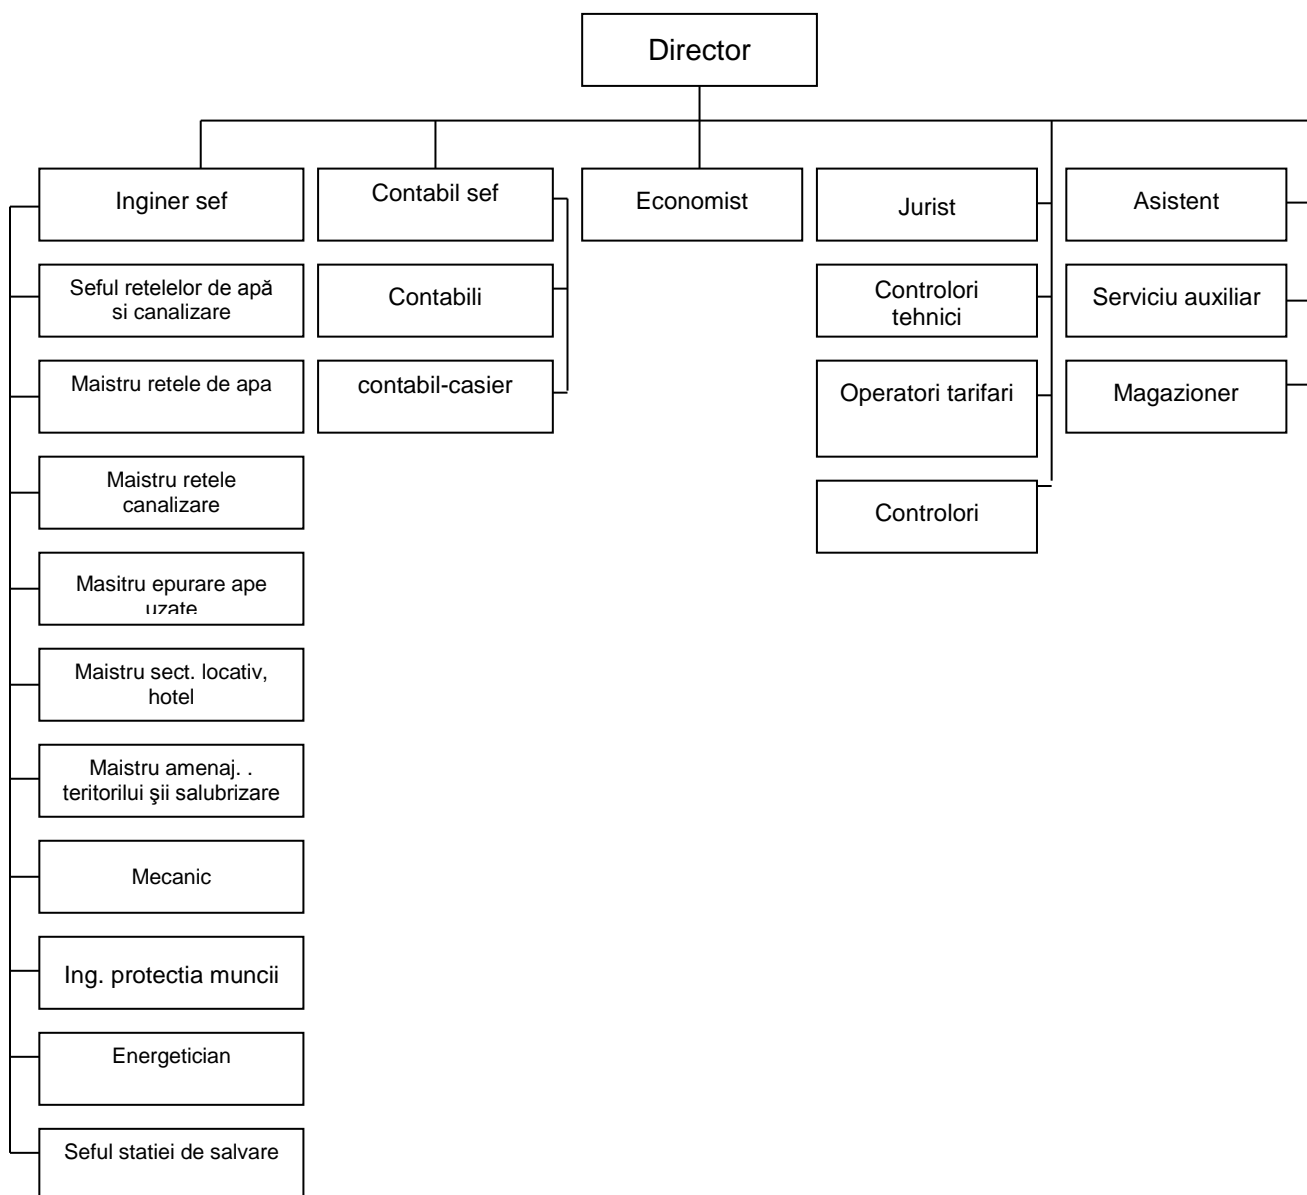 Director
Inginer sef
Contabil sef
Economist
Jurist
Asistent
Seful retelelor de apă
si canalizare
Contabili
Controlori
tehnici
Serviciu auxiliar
Maistru retele de apa
contabil-casier
Operatori tarifari
Magazioner
Maistru retele
canalizare
Controlori
Masitru epurare ape
uzate
Maistru sect. locativ,
hotel
Maistru amenaj. .
teritorilui şii salubrizare
Mecanic
Ing. protectia muncii
Energetician
Seful statiei de salvare